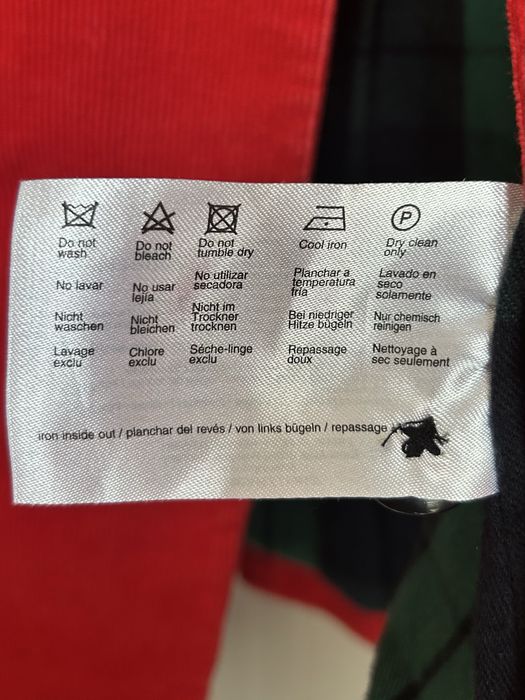 P
Do not wash
Do not bleach
Do not tumble dry
Cool iron
Dry clean only
No lavar
No usar lejia
No utilizar secadora
Planchar a temperatura fria
Lavado en seco solamente
Nicht waschen
Nicht bleichen
Nicht im Trockner trocknen
Bei niedriger Hitze bügeln
Nur chemisch reinigen
Lavage exclu
Chlore exclu
Séche-linge exclu
Repassage doux
Nettoyage à sec seulement
iron inside out / planchar del revés / von links bügeln / repassage